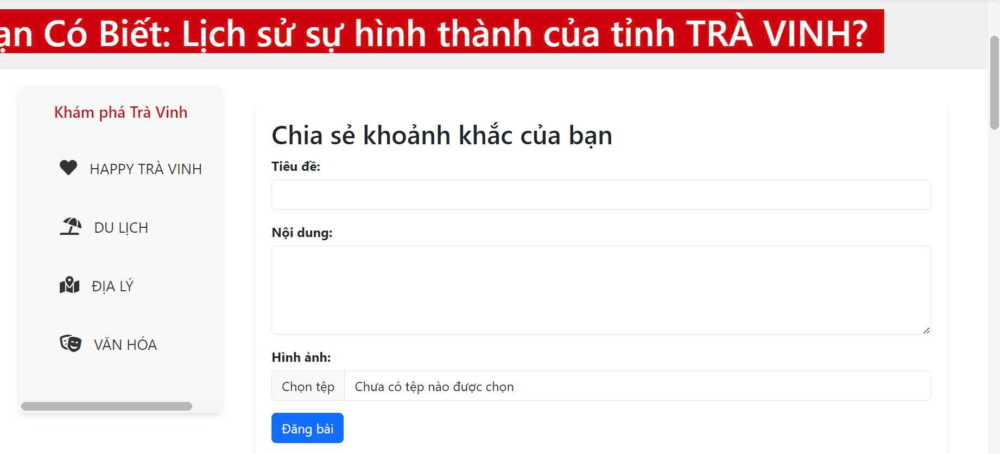 ạn Có Biết: Lịch sử sự hình thành của tỉnh TRÀ VINH?
Khám phá Trà Vinh
HAPPY TRÀ VINH
DU LỊCH
ĐỊA LÝ
VĂN HÓA
Chia sẻ khoảnh khắc của bạn
Tiêu đề:
Nội dung:
Hình ảnh:
Chọn tệp Chưa có tệp nào được chọn
Đăng bài